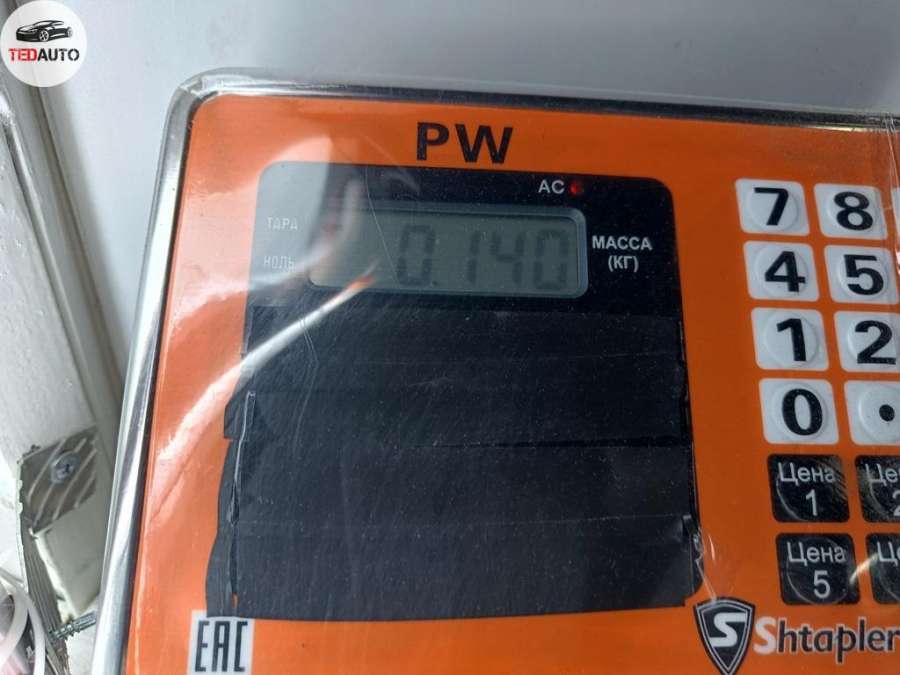 TEDAUTO
PW
AC
ТАРА
0.140
МАССА
(КГ)
НОЛЬ
7 8
4 5
1 2
0 .
Цена
1
Цена
5
EAC
S Shtapler